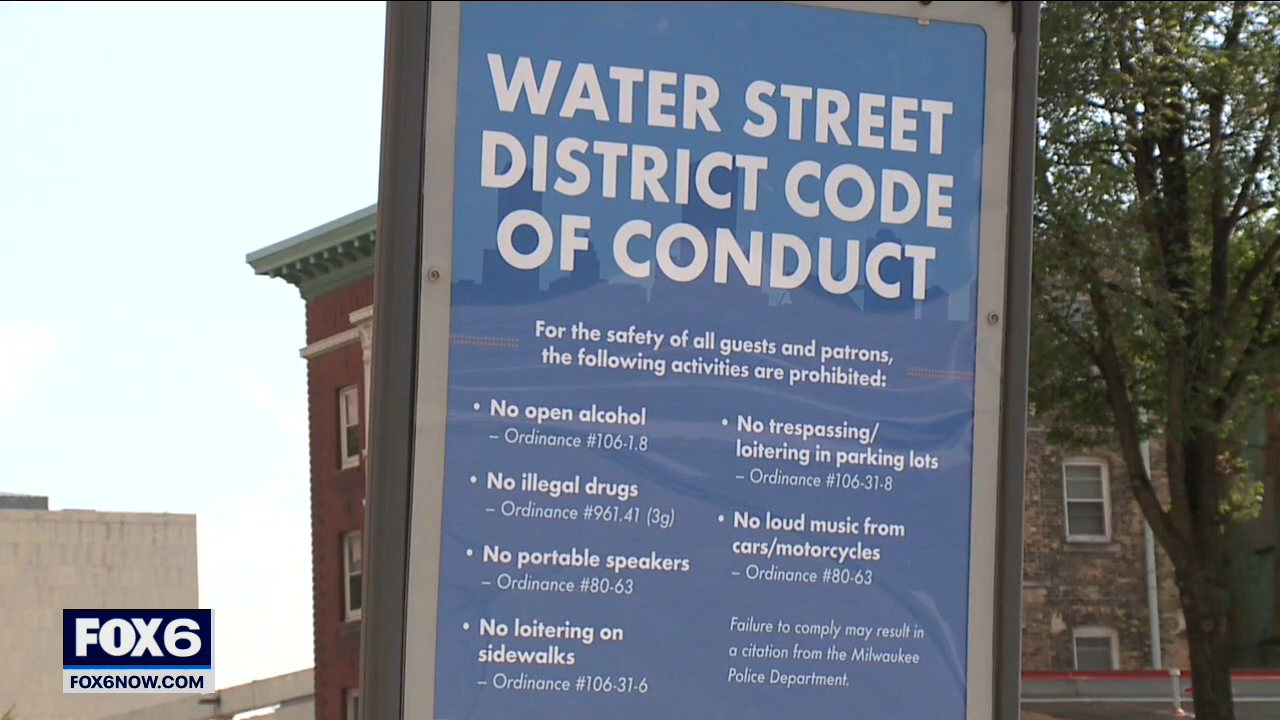 WATER STREET
DISTRICT CODE
OF CONDUCT
For the safety of all guests and patrons,
the following activities are prohibited:
• No open alcohol
– Ordinance #106-1.8
• No illegal drugs
– Ordinance #961.41 (3g)
• No portable speakers
– Ordinance #80-63
• No loitering on
sidewalks
– Ordinance #106-31-6
• No trespassing/
loitering in parking lots
– Ordinance #106-31-8
• No loud music from
cars/motorcycles
– Ordinance #80-63
Failure to comply may result in
a citation from the Milwaukee
Police Department.
FOX6
FOX6NOW.COM